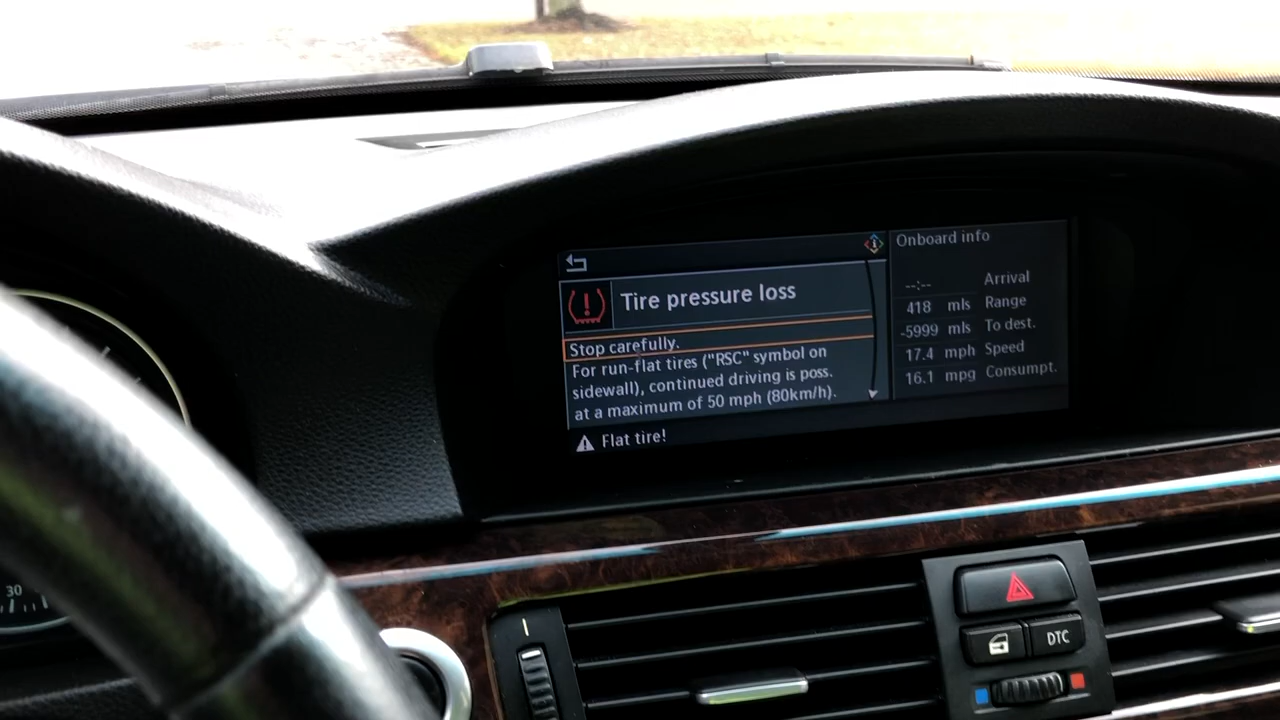 Tire pressure loss
Stop carefully.
For run-flat tires ("RSC" symbol on
sidewall), continued driving is poss.
at a maximum of 50 mph (80km/h).
Flat tire!
Onboard info
--:-- Arrival
418 mls Range
-5999 mls To dest.
17.4 mph Speed
16.1 mpg Consumpt.
30
DTC